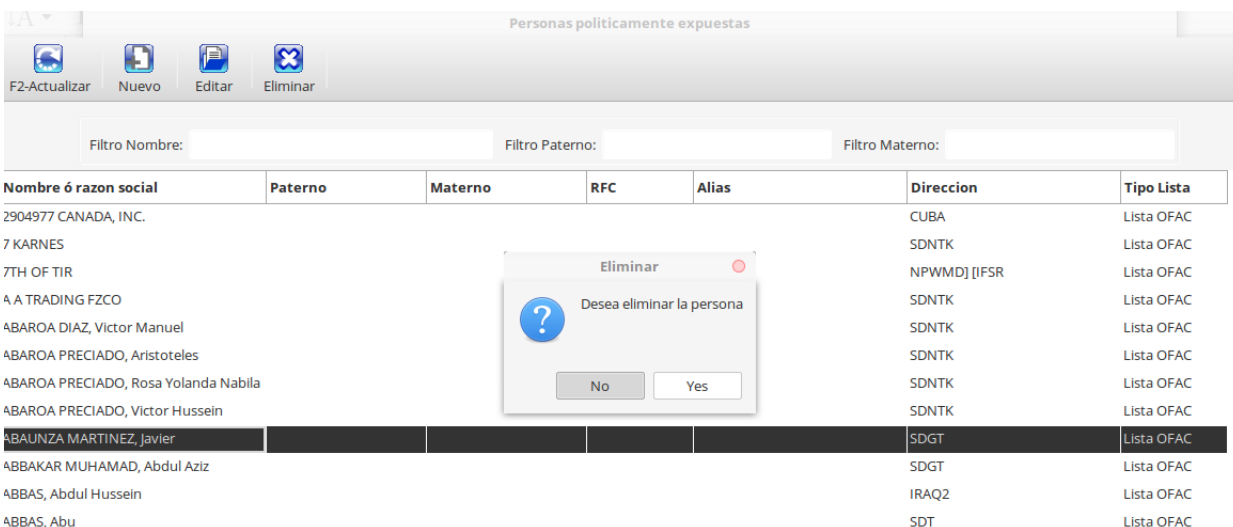 Personas politicamente expuestas
F2-Actualizar Nuevo Editar Eliminar
Filtro Nombre: Filtro Paterno: Filtro Materno:
Nombre ó razon social Paterno Materno RFC Alias Direccion Tipo Lista
2904977 CANADA, INC. CUBA Lista OFAC
7 KARNES SDNTK Lista OFAC
7TH OF TIR NPWMD] [IFSR Lista OFAC
A A TRADING FZCO SDNTK Lista OFAC
ABAROA DIAZ, Victor Manuel SDNTK Lista OFAC
ABAROA PRECIADO, Aristoteles SDNTK Lista OFAC
ABAROA PRECIADO, Rosa Yolanda Nabila SDNTK Lista OFAC
ABAROA PRECIADO, Victor Hussein SDNTK Lista OFAC
ABAUNZA MARTINEZ, Javier SDGT Lista OFAC
ABBAKAR MUHAMAD, Abdul Aziz SDGT Lista OFAC
ABBAS, Abdul Hussein IRAQ2 Lista OFAC
ABBAS, Abu SDT Lista OFAC
Eliminar
Desea eliminar la persona
No Yes